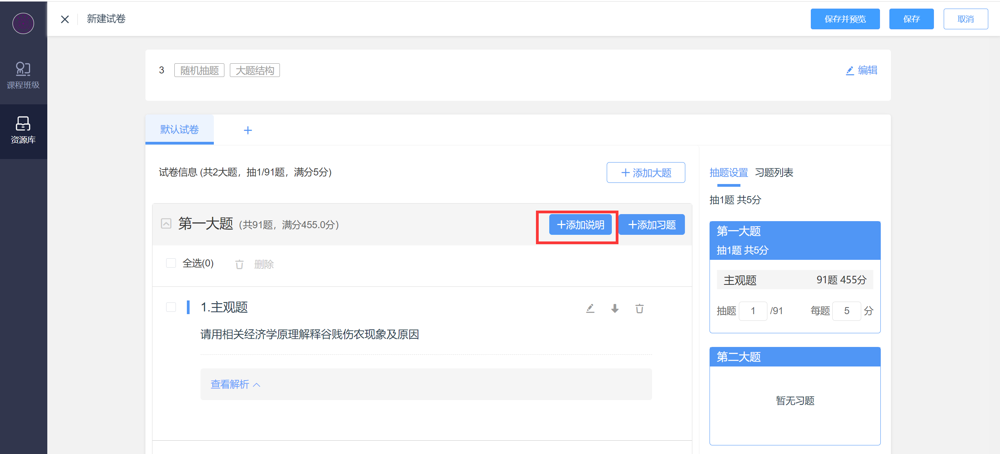 新建试卷
保存并预览
保存
取消
课程班级
资源库
3 随机抽题 大题结构
编辑
默认试卷 +
试卷信息 (共2大题，抽1/91题，满分5分)
+ 添加大题
第一大题 (共91题，满分455.0分)
+添加说明 +添加习题
全选(0) 删除
1.主观题
请用相关经济学原理解释谷贱伤农现象及原因
查看解析
抽题设置 习题列表
抽1题 共5分
第一大题
抽1题 共5分
主观题 91题 455分
抽题 1 /91 每题 5 分
第二大题
暂无习题